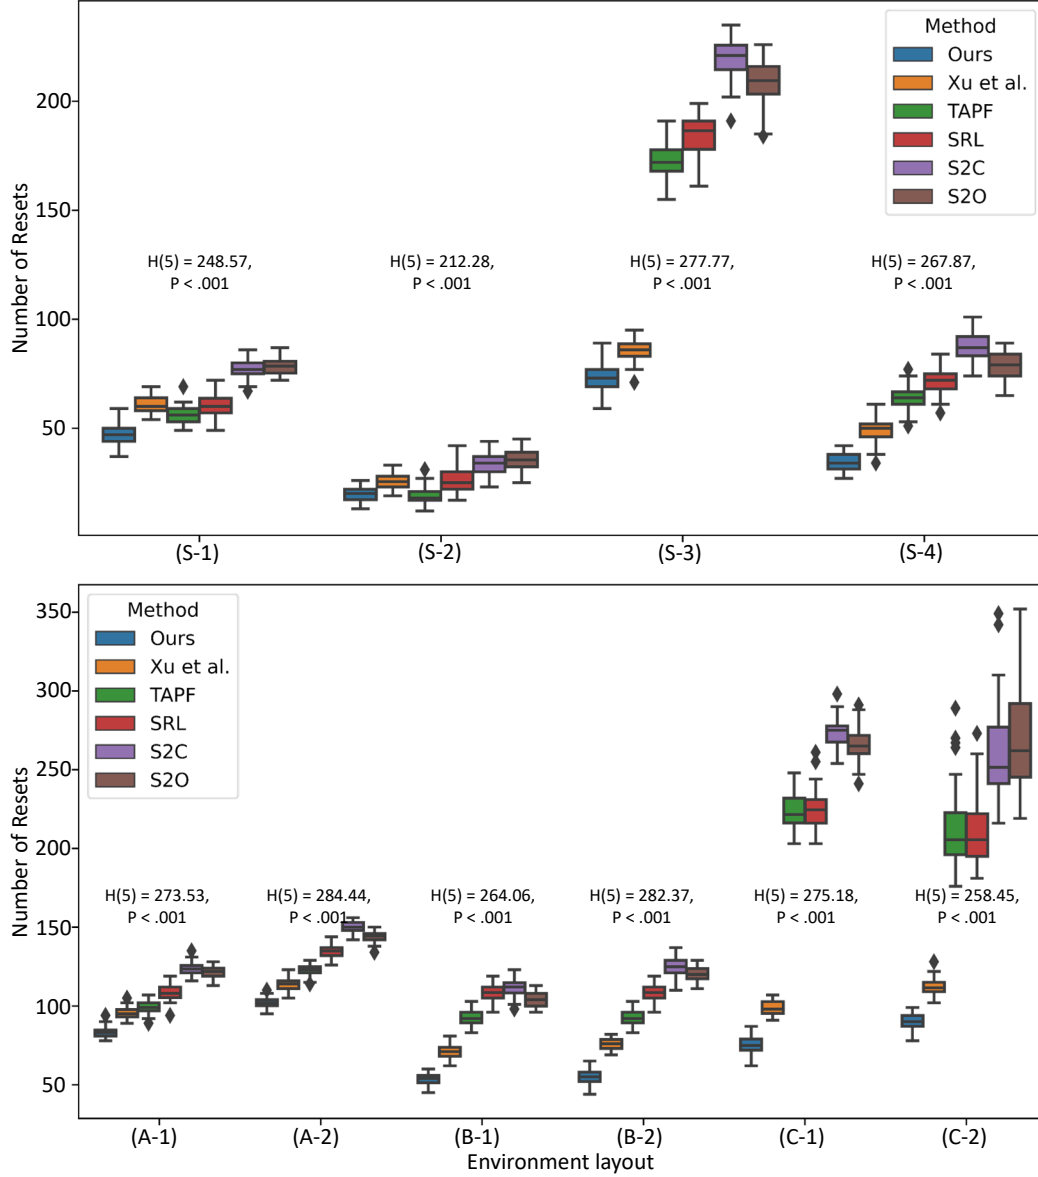 Number of Resets
200
150
100
50
Method
Ours
Xu et al.
TAPF
SRL
S2C
S2O
H(5) = 248.57,
P < .001
H(5) = 212.28,
P < .001
H(5) = 277.77,
P < .001
H(5) = 267.87,
P < .001
(S-1)
(S-2)
(S-3)
(S-4)
Number of Resets
350
300
250
200
150
100
50
Method
Ours
Xu et al.
TAPF
SRL
S2C
S2O
H(5) = 273.53,
P < .001
H(5) = 284.44,
P < .001
H(5) = 264.06,
P < .001
H(5) = 282.37,
P < .001
H(5) = 275.18,
P < .001
H(5) = 258.45,
P < .001
(A-1)
(A-2)
(B-1)
(B-2)
(C-1)
(C-2)
Environment layout